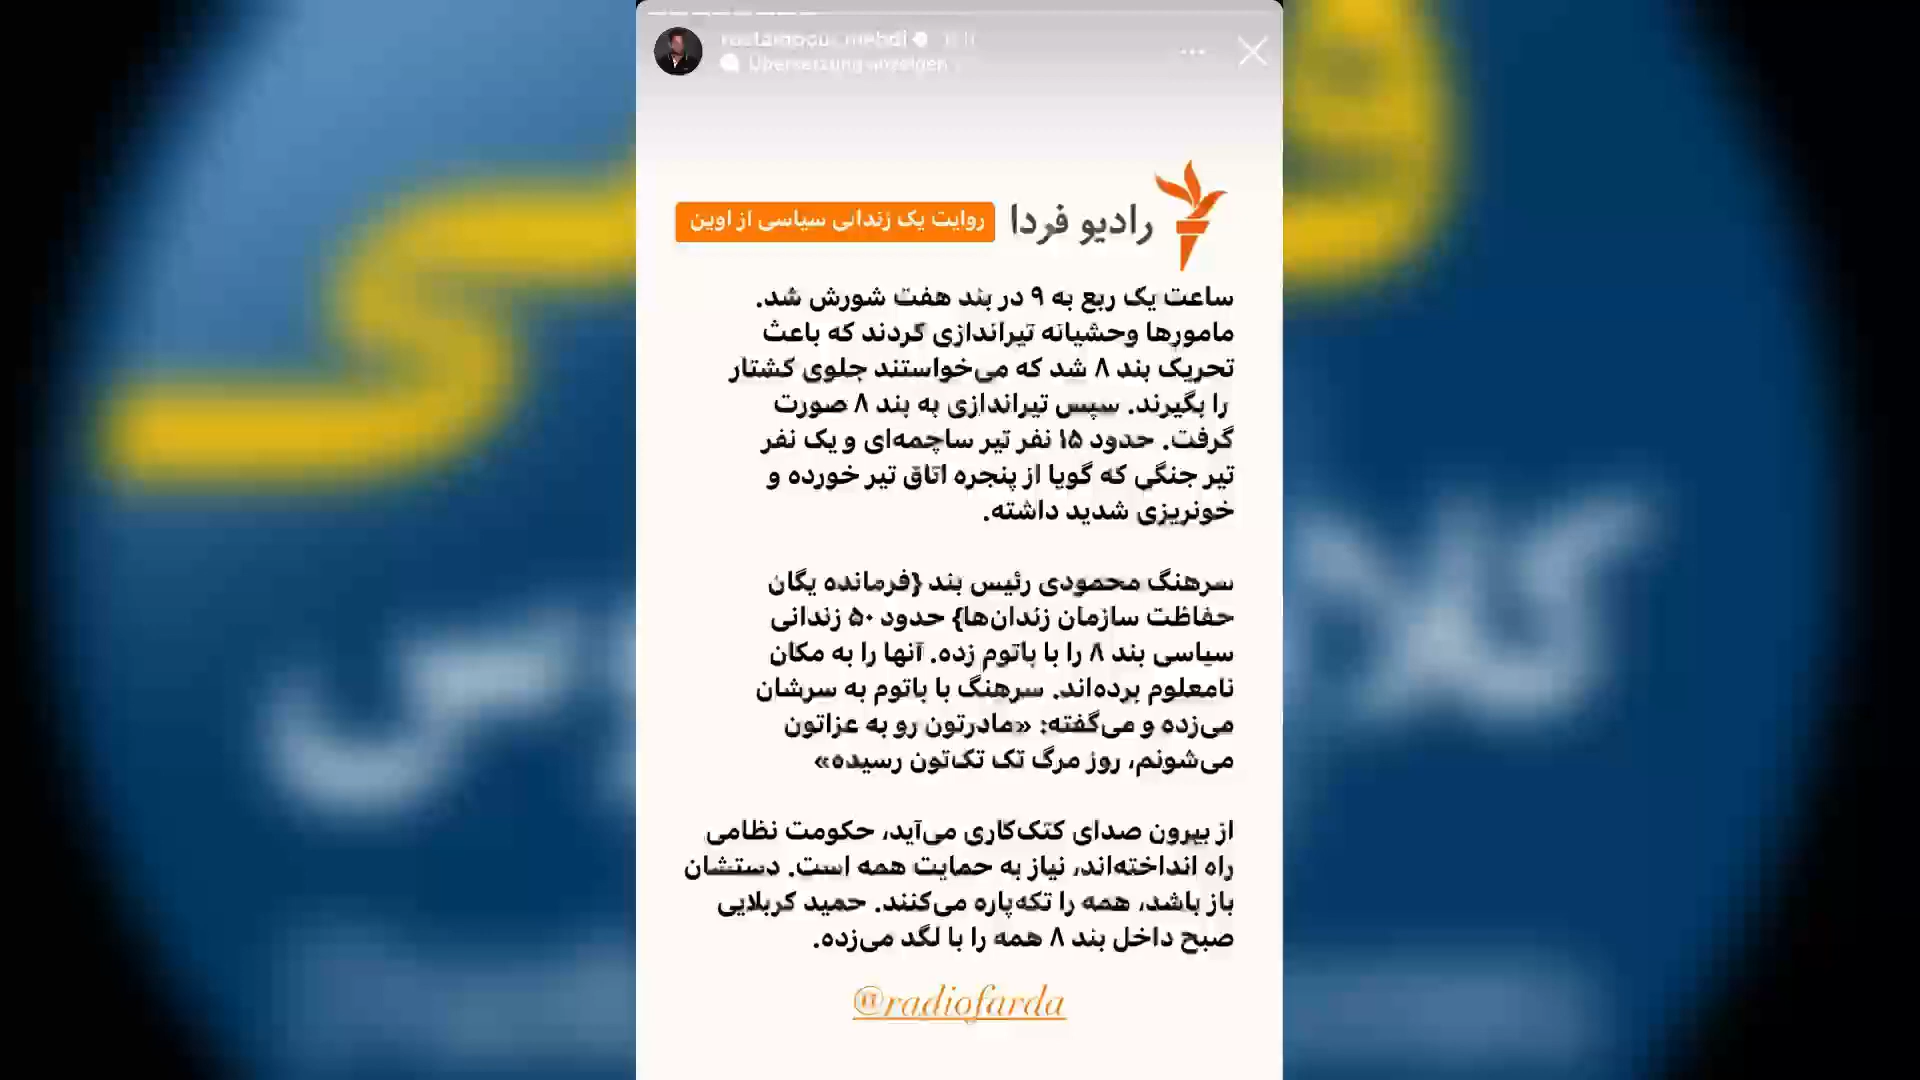 Übersetzung anzeigen
رادیو فردا
روایت یک زندانی سیاسی از اوین
ساعت یک ربع به ۹ در بند هفت شورش شد.
مامورها وحشیانه تیراندازی کردند که باعث
تحریک بند ۸ شد که می‌خواستند جلوی کشتار
را بگیرند. سپس تیراندازی به بند ۸ صورت
گرفت. حدود ۱۵ نفر تیر ساچمه‌ای و یک نفر
تیر جنگی که گویا از پنجره اتاق تیر خورده و
خونریزی شدید داشته.
سرهنگ محمودی رئیس بند {فرمانده یگان
حفاظت سازمان زندان‌ها} حدود ۵۰ زندانی
سیاسی بند ۸ را با باتوم زده. آنها را به مکان
نامعلوم برده‌اند. سرهنگ با باتوم به سرشان
می‌زده و می‌گفته: «مادرتون رو به عزاتون
می‌شونم، روز مرگ تک تک‌تون رسیده»
از بیرون صدای کتک‌کاری می‌آید، حکومت نظامی
راه انداخته‌اند، نیاز به حمایت همه است. دستشان
باز باشد، همه را تکه‌پاره می‌کنند. حمید کربلایی
صبح داخل بند ۸ همه را با لگد می‌زده.
@radiofarda